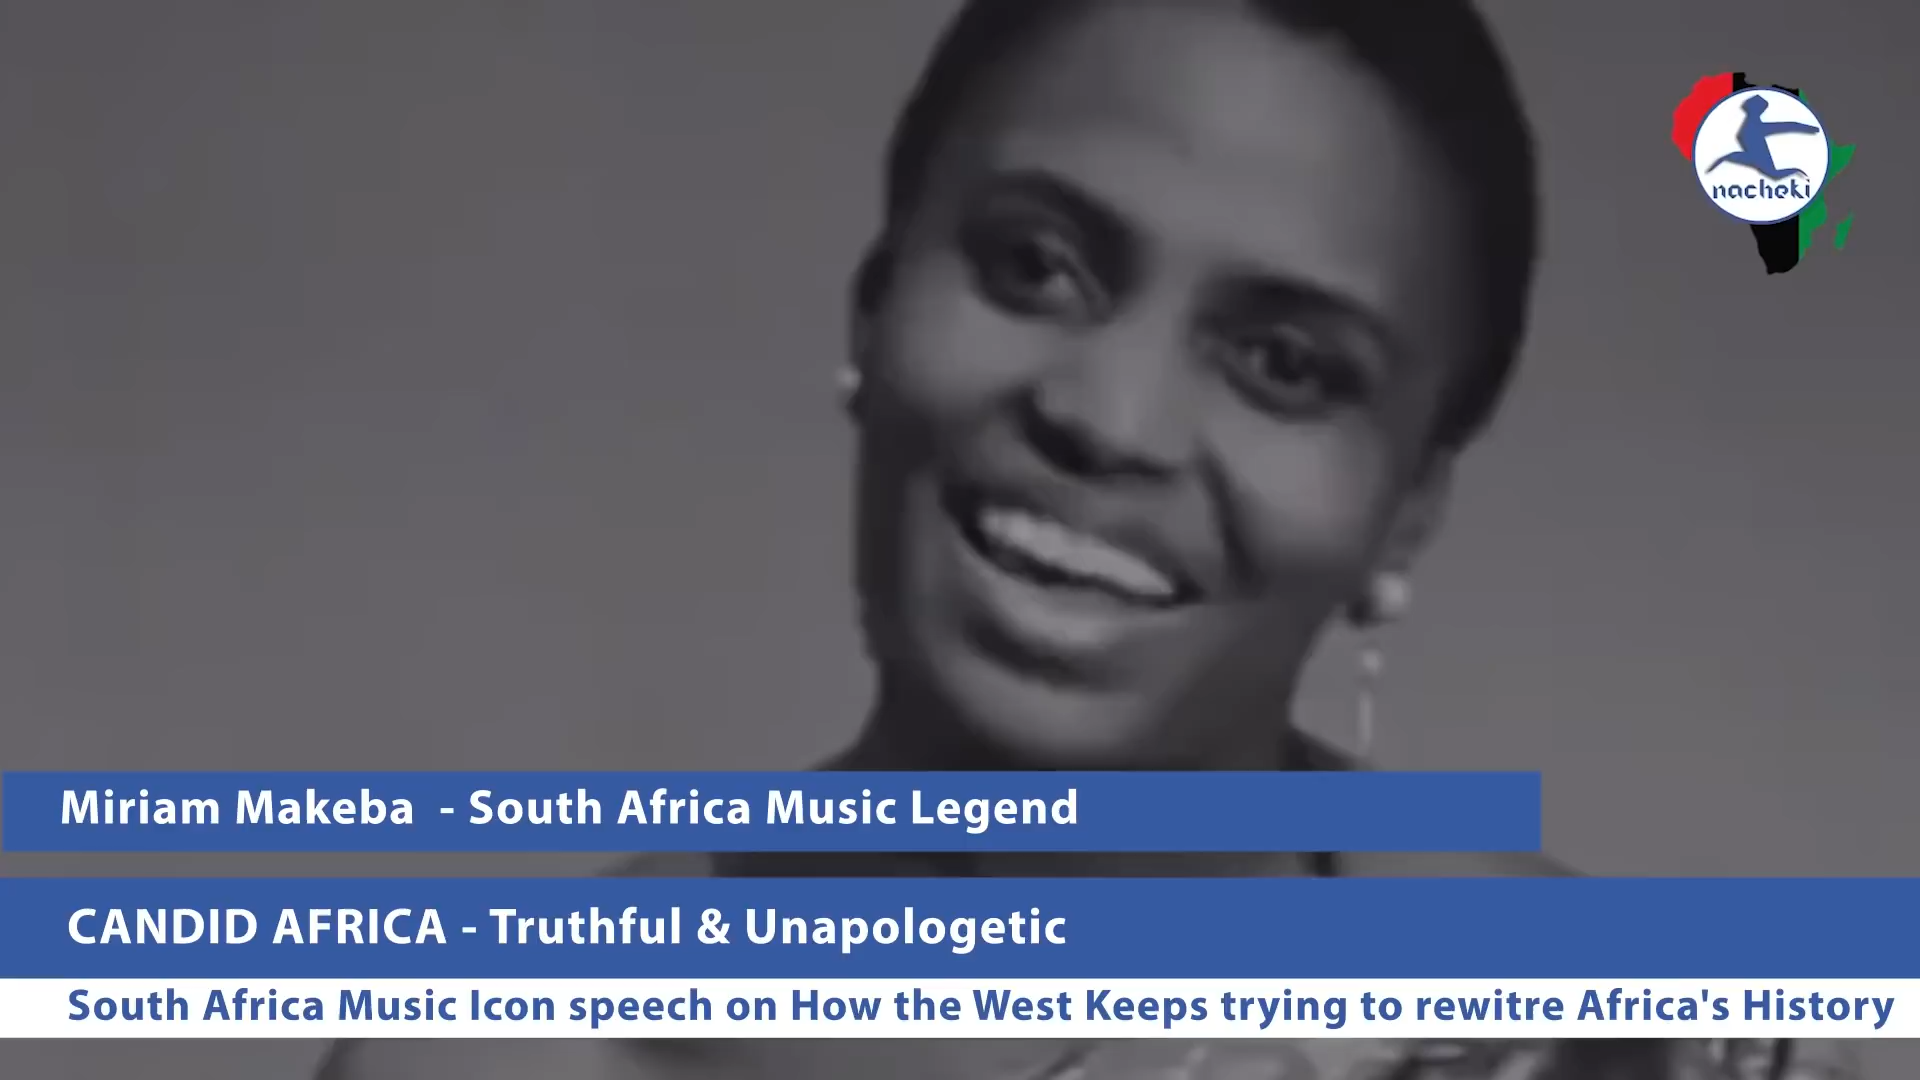 nacheki
Miriam Makeba - South Africa Music Legend
CANDID AFRICA - Truthful & Unapologetic
South Africa Music Icon speech on How the West Keeps trying to rewitre Africa's History